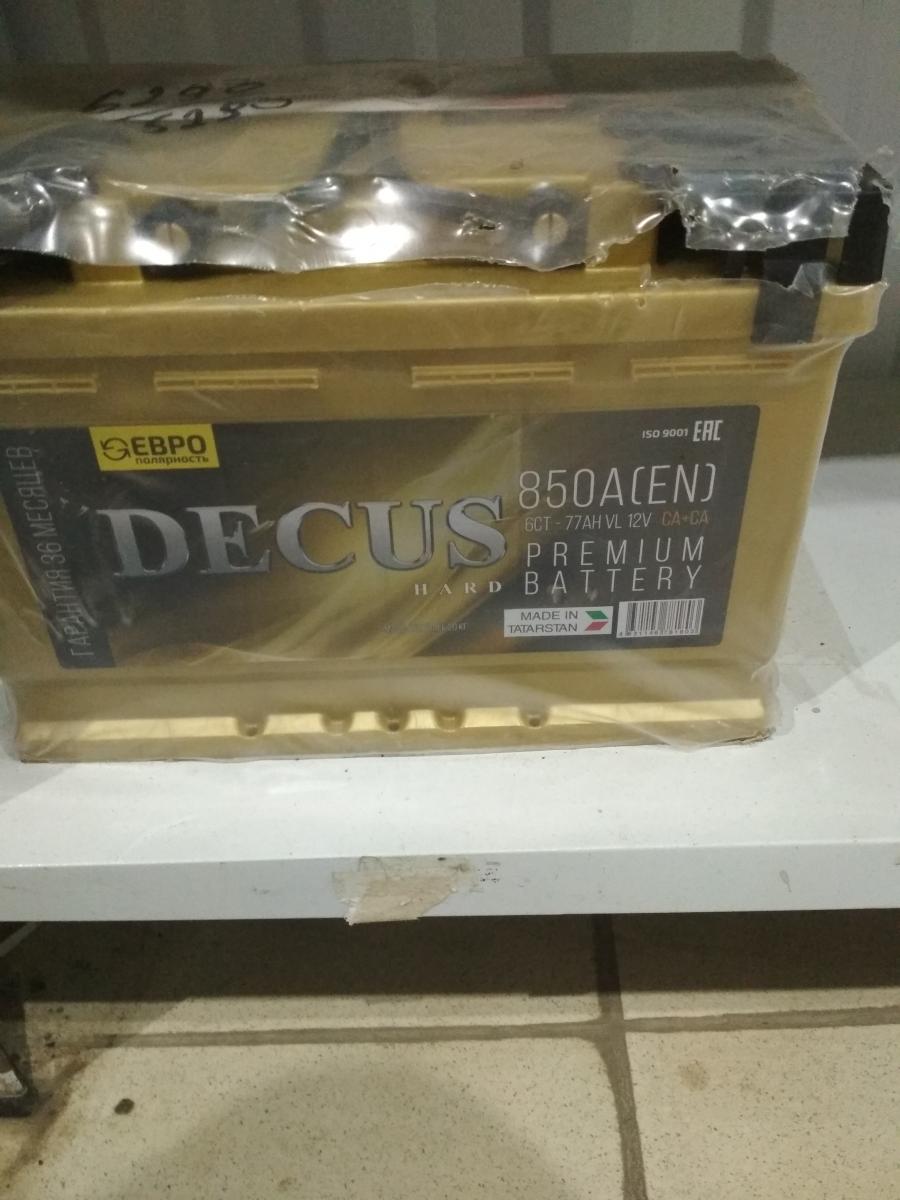 ГАРАНТИЯ 36 МЕСЯЦЕВ
ЕВРО
полярность
ISO 9001 EAC
DECUS
HARD
850A(EN)
6CT - 77AH VL 12V CA+CA
PREMIUM
BATTERY
MADE IN
TATARSTAN